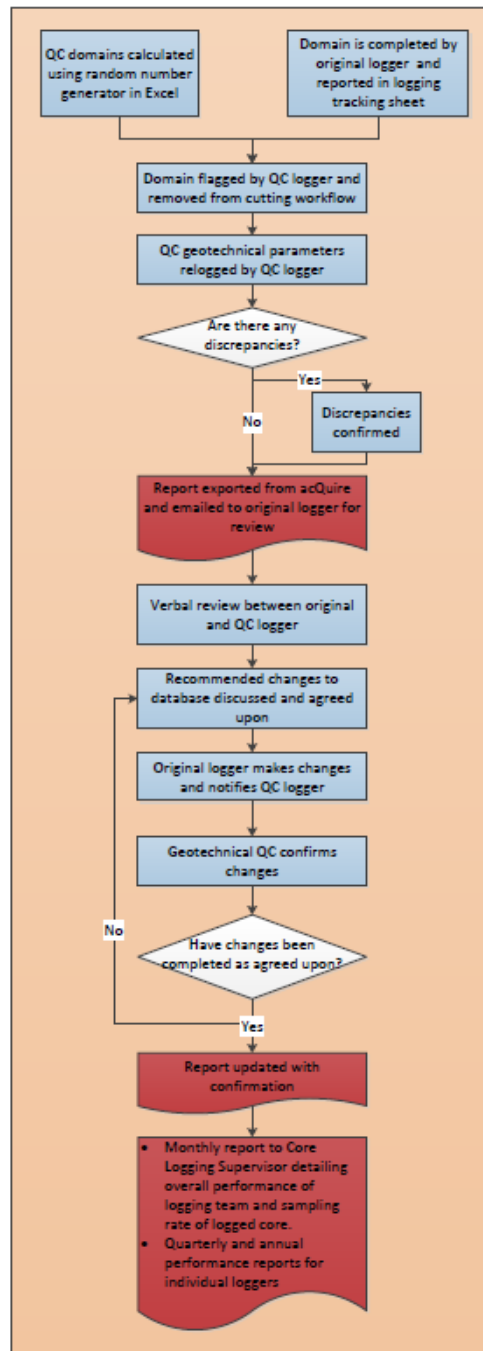 QC domains calculated
using random number
generator in Excel
Domain is completed by
original logger and
reported in logging
tracking sheet
Domain flagged by QC logger and
removed from cutting workflow
QC geotechnical parameters
relogged by QC logger
Are there any
discrepancies?
Yes
No
Discrepancies
confirmed
Report exported from acQuire
and emailed to original logger for
review
Verbal review between original
and QC logger
Recommended changes to
database discussed and agreed
upon
Original logger makes changes
and notifies QC logger
Geotechnical QC confirms
changes
No
Have changes been
completed as agreed upon?
Yes
Report updated with
confirmation
• Monthly report to Core
Logging Supervisor detailing
overall performance of
logging team and sampling
rate of logged core.
• Quarterly and annual
performance reports for
individual loggers